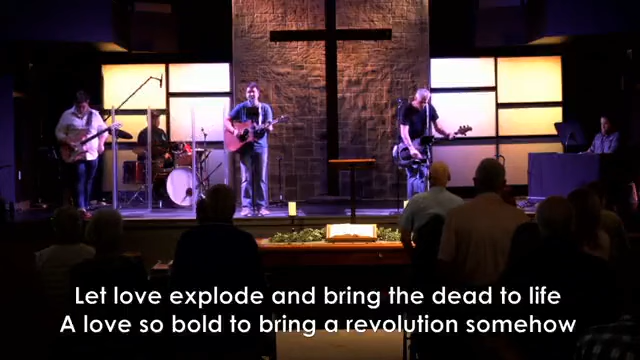 Let love explode and bring the dead to life
A love so bold to bring a revolution somehow